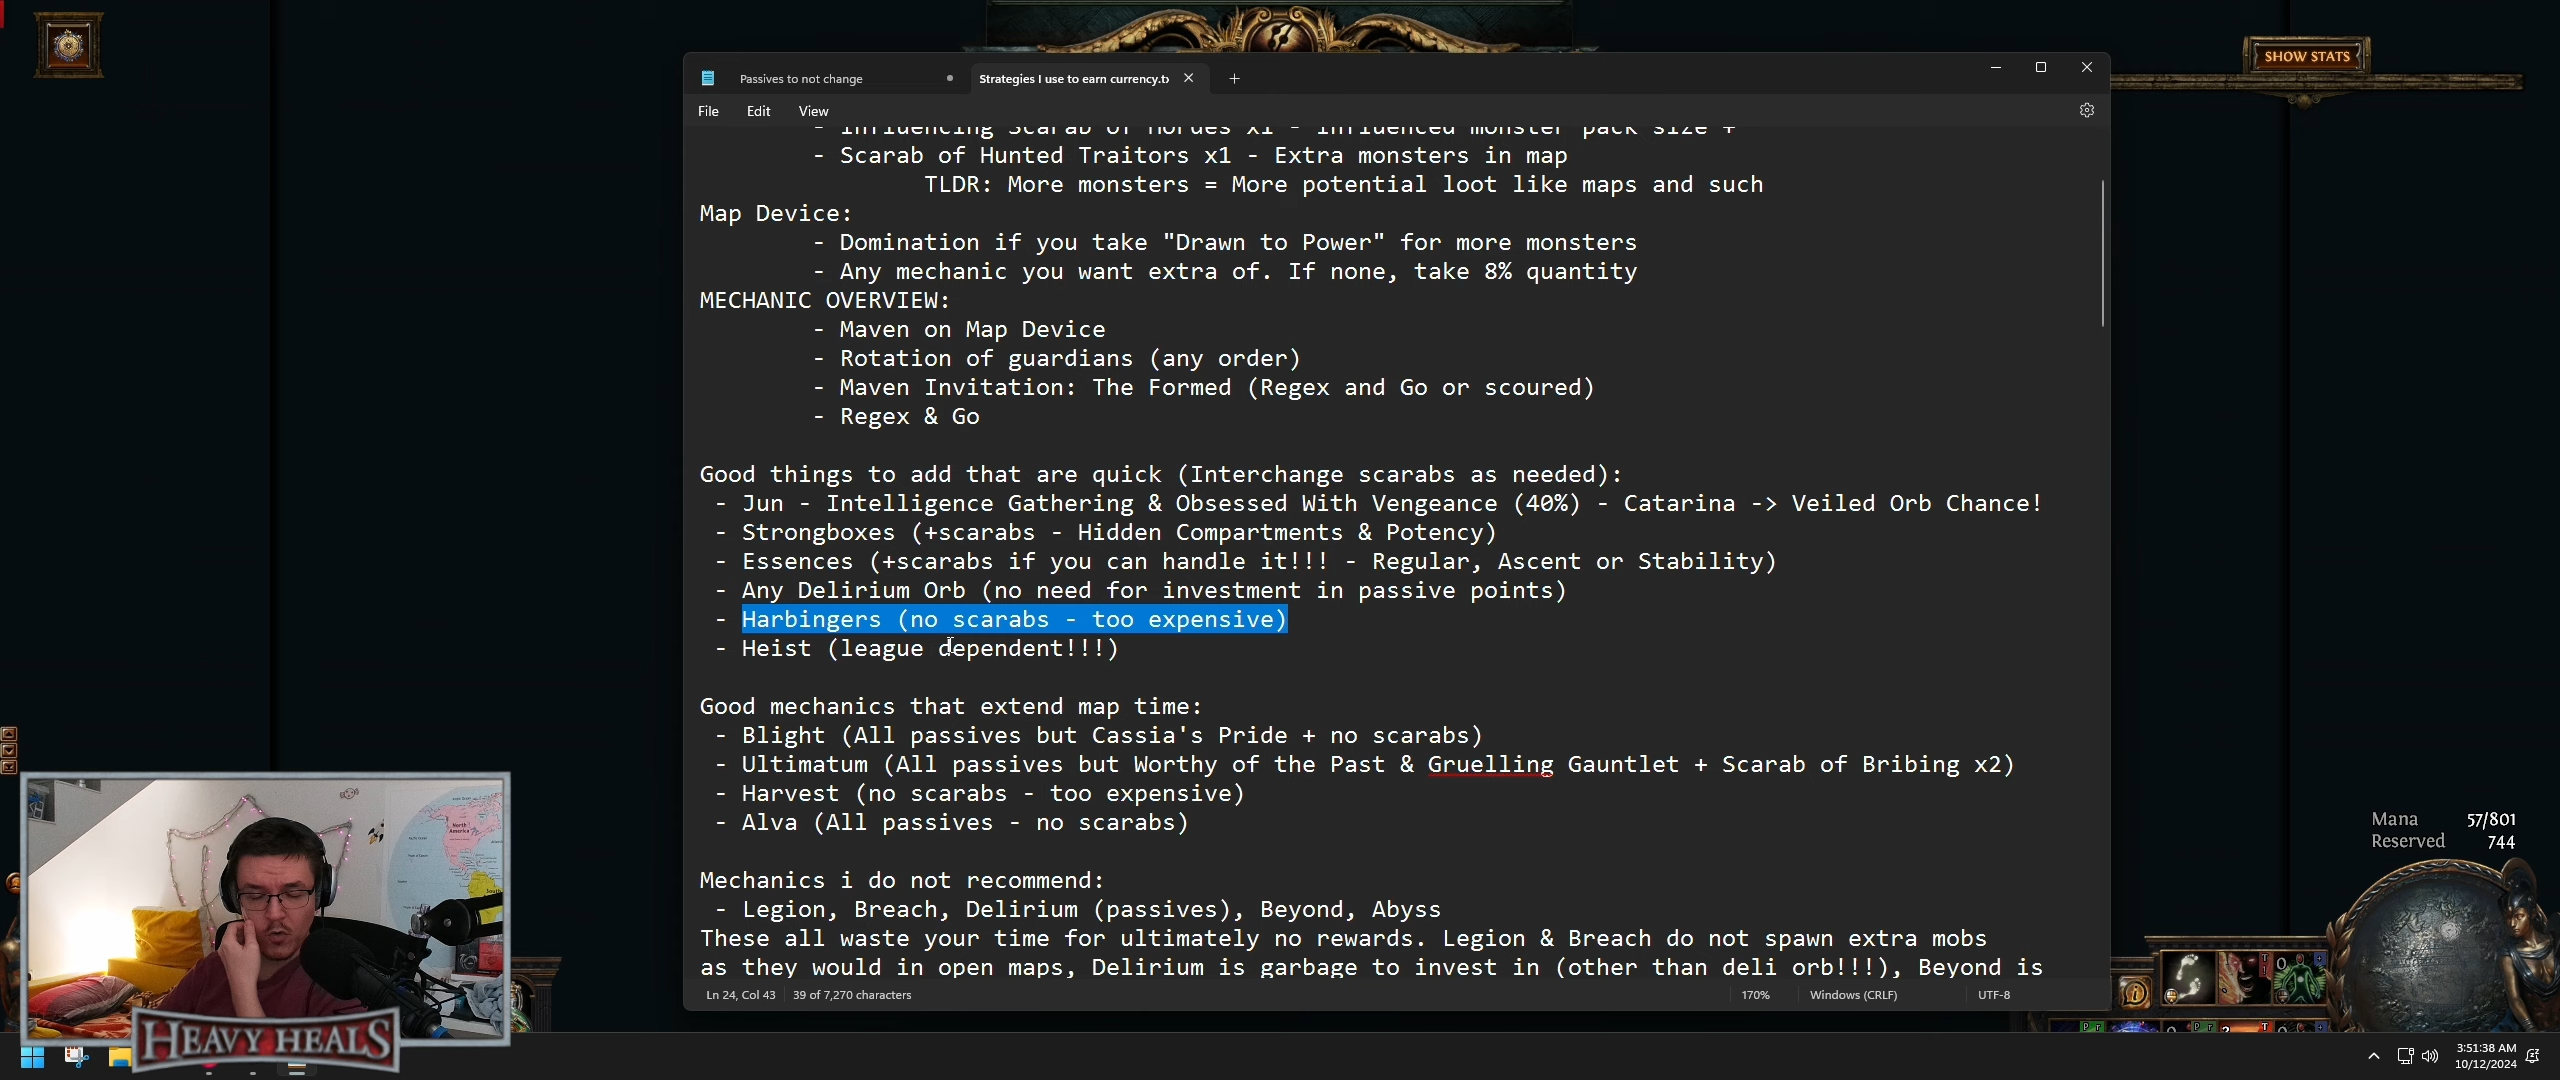 SHOW STATS
Passives to not change
Strategies I use to earn currency.t
File Edit View
- Influencing Scarab of Hordes x1 - Influenced monster pack size +
- Scarab of Hunted Traitors x1 - Extra monsters in map
TLDR: More monsters = More potential loot like maps and such
Map Device:
- Domination if you take "Drawn to Power" for more monsters
- Any mechanic you want extra of. If none, take 8% quantity
MECHANIC OVERVIEW:
- Maven on Map Device
- Rotation of guardians (any order)
- Maven Invitation: The Formed (Regex and Go or scoured)
- Regex & Go
Good things to add that are quick (Interchange scarabs as needed):
- Jun - Intelligence Gathering & Obsessed With Vengeance (40%) - Catarina -> Veiled Orb Chance!
- Strongboxes (+scarabs - Hidden Compartments & Potency)
- Essences (+scarabs if you can handle it!!! - Regular, Ascent or Stability)
- Any Delirium Orb (no need for investment in passive points)
- Harbingers (no scarabs - too expensive)
- Heist (league dependent!!!)
Good mechanics that extend map time:
- Blight (All passives but Cassia's Pride + no scarabs)
- Ultimatum (All passives but Worthy of the Past & Gruelling Gauntlet + Scarab of Bribing x2)
- Harvest (no scarabs - too expensive)
- Alva (All passives - no scarabs)
Mechanics i do not recommend:
- Legion, Breach, Delirium (passives), Beyond, Abyss
These all waste your time for ultimately no rewards. Legion & Breach do not spawn extra mobs
as they would in open maps, Delirium is garbage to invest in (other than deli orb!!!), Beyond is
Ln 24, Col 43 39 of 7,270 characters 170% Windows (CRLF) UTF-8
Mana 57/801
Reserved 744
North America
HEAVY HEALS
3:51:38 AM
10/12/2024